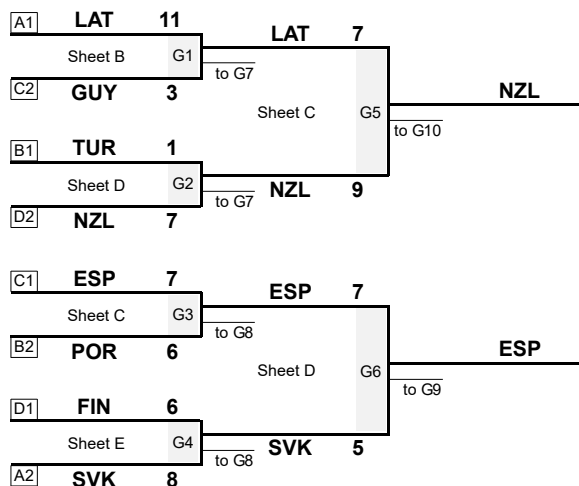 A1 LAT 11
LAT 7
Sheet B G1
to G7
C2 GUY 3
NZL
Sheet C G5
to G10
B1 TUR 1
Sheet D G2
to G7
NZL 9
D2 NZL 7
C1 ESP 7
ESP 7
Sheet C G3
to G8
B2 POR 6
ESP
Sheet D G6
to G9
D1 FIN 6
Sheet E G4
to G8
SVK 5
A2 SVK 8